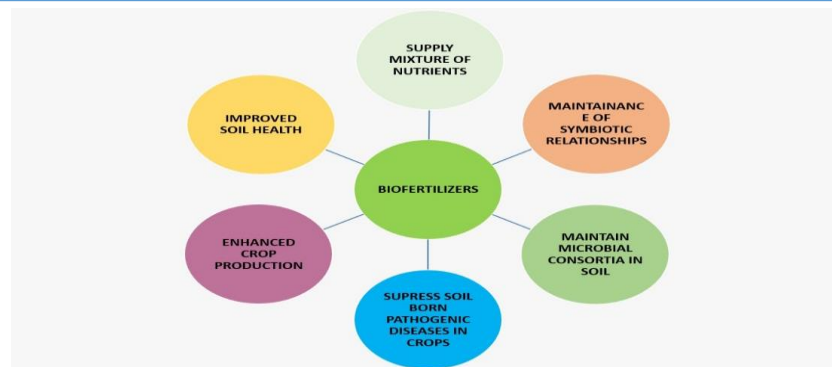 SUPPLY
MIXTURE OF
NUTRIENTS
IMPROVED
SOIL HEALTH
MAINTAINANC
E OF
SYMBIOTIC
RELATIONSHIPS
BIOFERTILIZERS
ENHANCED
CROP
PRODUCTION
MAINTAIN
MICROBIAL
CONSORTIA IN
SOIL
SUPRESS SOIL
BORN
PATHOGENIC
DISEASES IN
CROPS